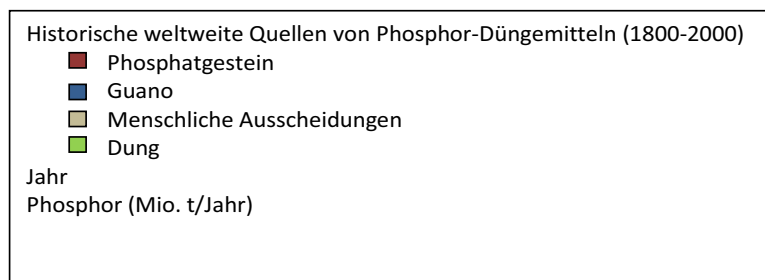 Historische weltweite Quellen von Phosphor-Düngemitteln (1800-2000)
Phosphatgestein
Guano
Menschliche Ausscheidungen
Dung
Jahr
Phosphor (Mio. t/Jahr)